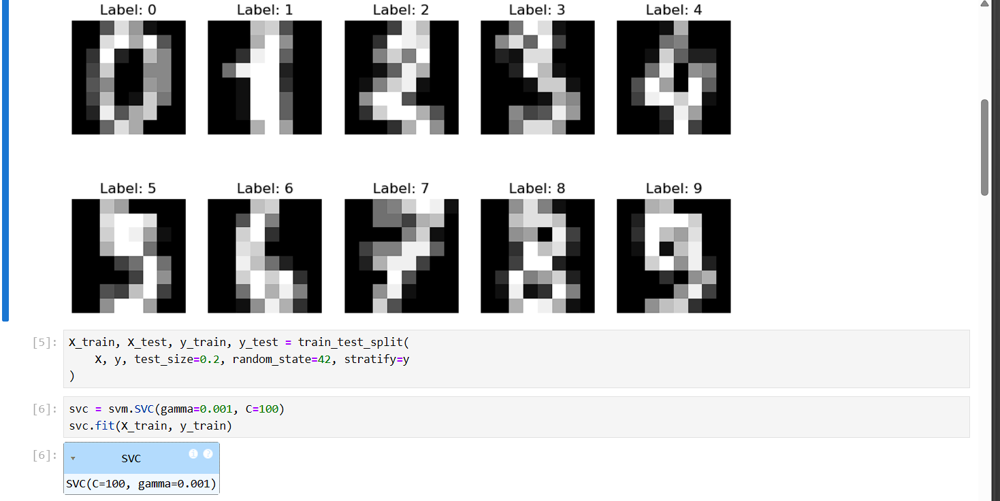 Label: 0 Label: 1 Label: 2 Label: 3 Label: 4
Label: 5 Label: 6 Label: 7 Label: 8 Label: 9
[5]: X_train, X_test, y_train, y_test = train_test_split(
    X, y, test_size=0.2, random_state=42, stratify=y
)
[6]: svc = svm.SVC(gamma=0.001, C=100)
svc.fit(X_train, y_train)
[6]: ▾ SVC i ?
SVC(C=100, gamma=0.001)